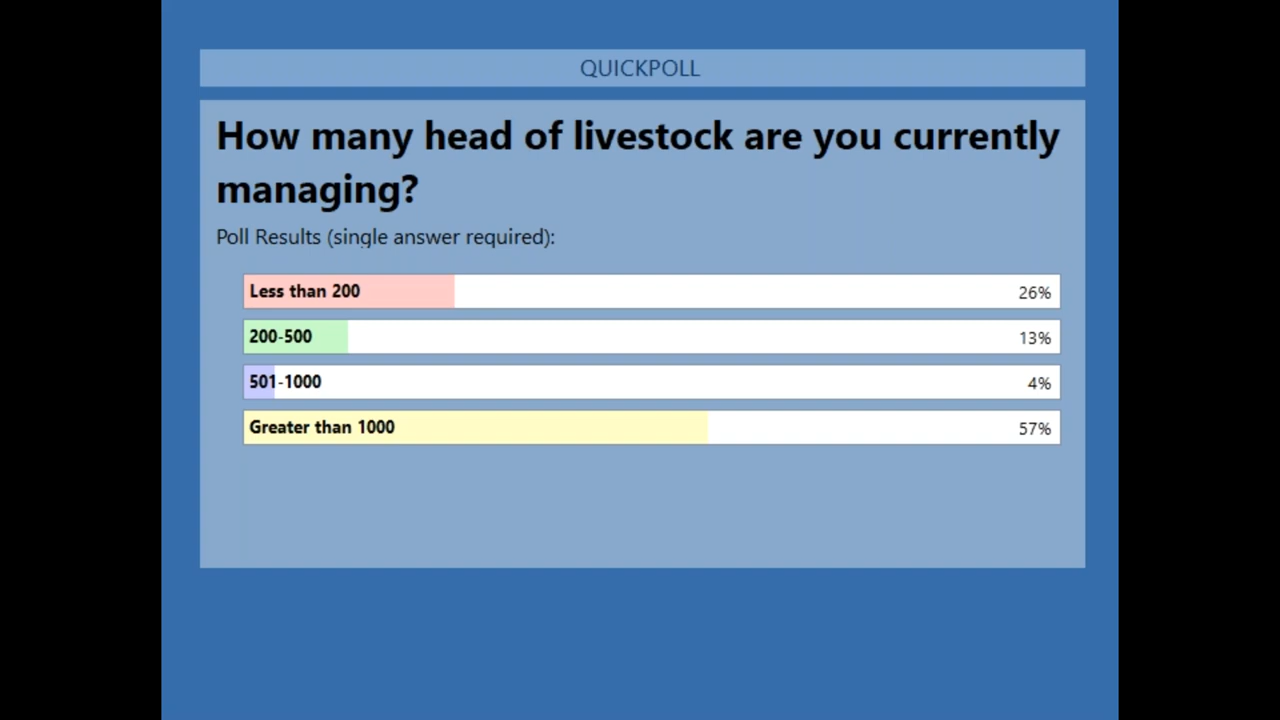 QUICKPOLL
How many head of livestock are you currently
managing?
Poll Results (single answer required):
Less than 200 26%
200-500 13%
501-1000 4%
Greater than 1000 57%